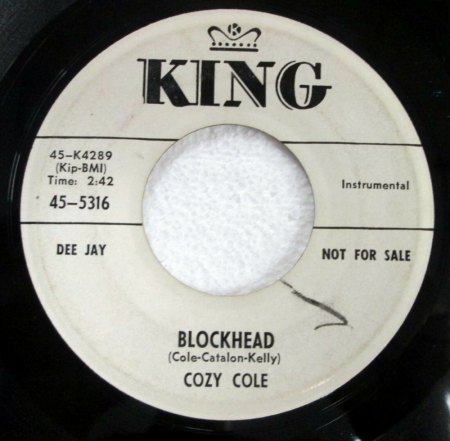 K
KING
45-K4289
(Kip-BMI)
Time: 2:42
45-5316
Instrumental
DEE JAY
NOT FOR SALE
BLOCKHEAD
(Cole-Catalon-Kelly)
COZY COLE